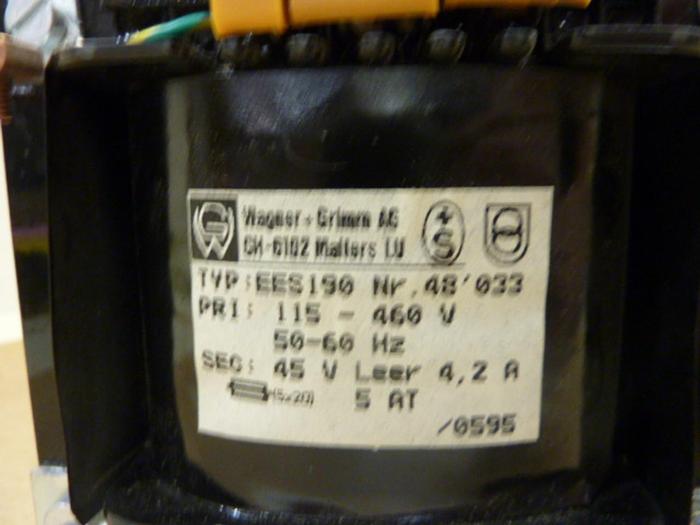 Wagner + Grimm AG
CH-6102 Malters LU
+
S
TYP: EES190 Nr. 48'033
PRI: 115 - 460 V
50-60 Hz
SEC: 45 V Leer 4,2 A
(5x20) 5 AT
/0595